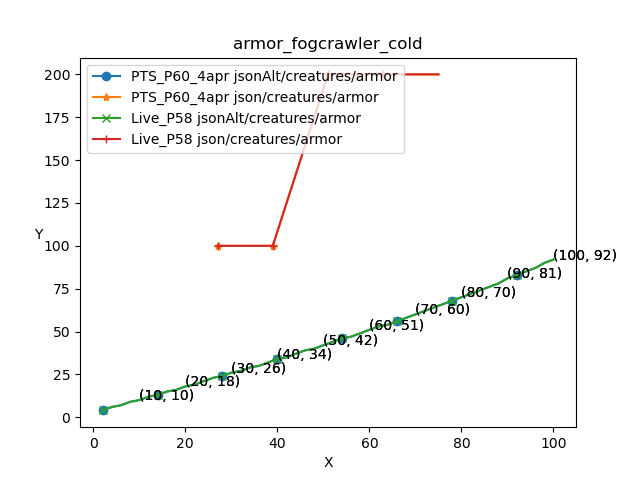 armor_fogcrawler_cold
PTS_P60_4apr jsonAlt/creatures/armor
PTS_P60_4apr json/creatures/armor
Live_P58 jsonAlt/creatures/armor
Live_P58 json/creatures/armor
200
175
150
125
100
75
50
25
0
Y
(100, 92)
(90, 81)
(80, 70)
(70, 60)
(60, 51)
(50, 42)
(40, 34)
(30, 26)
(20, 18)
(10, 10)
0 20 40 60 80 100
X